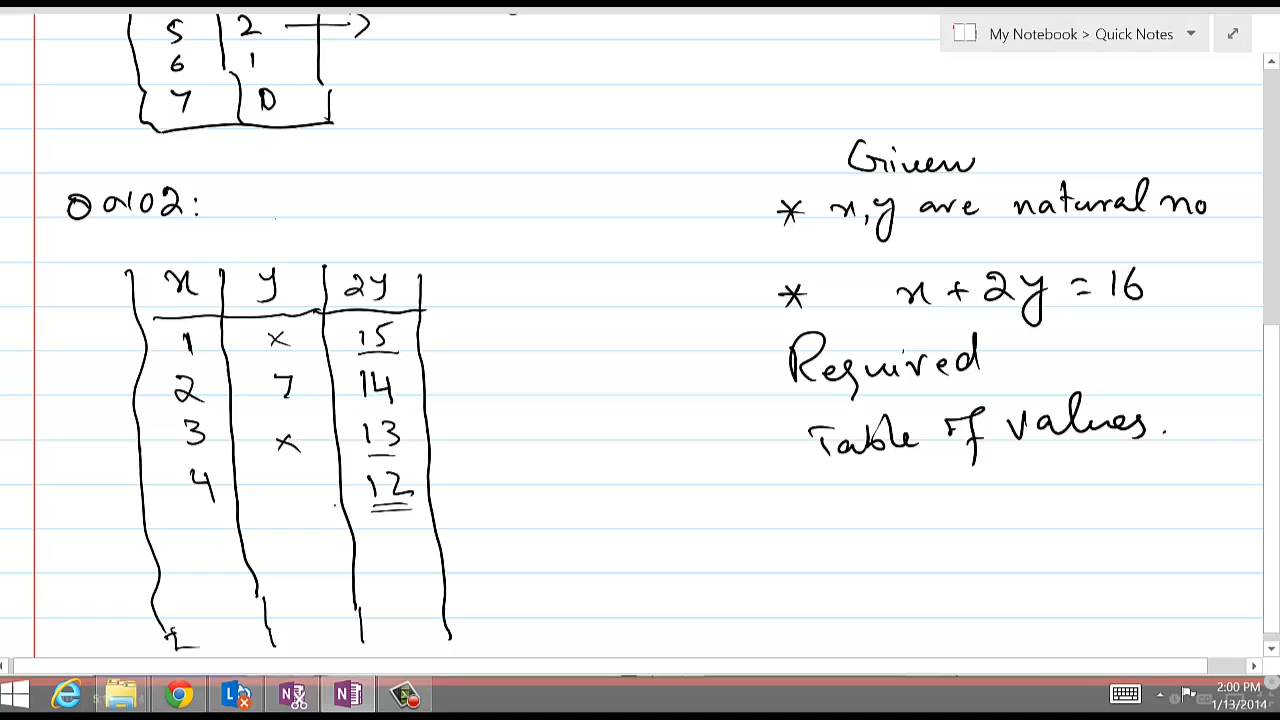 My Notebook > Quick Notes
5 2
6 1
7 0
Given
* x, y are natural no
02:
* x + 2y = 16
x y 2y
1 × 15
2 7 14
3 × 13
4 12
Required
Table of values.
2:00 PM
1/13/2014